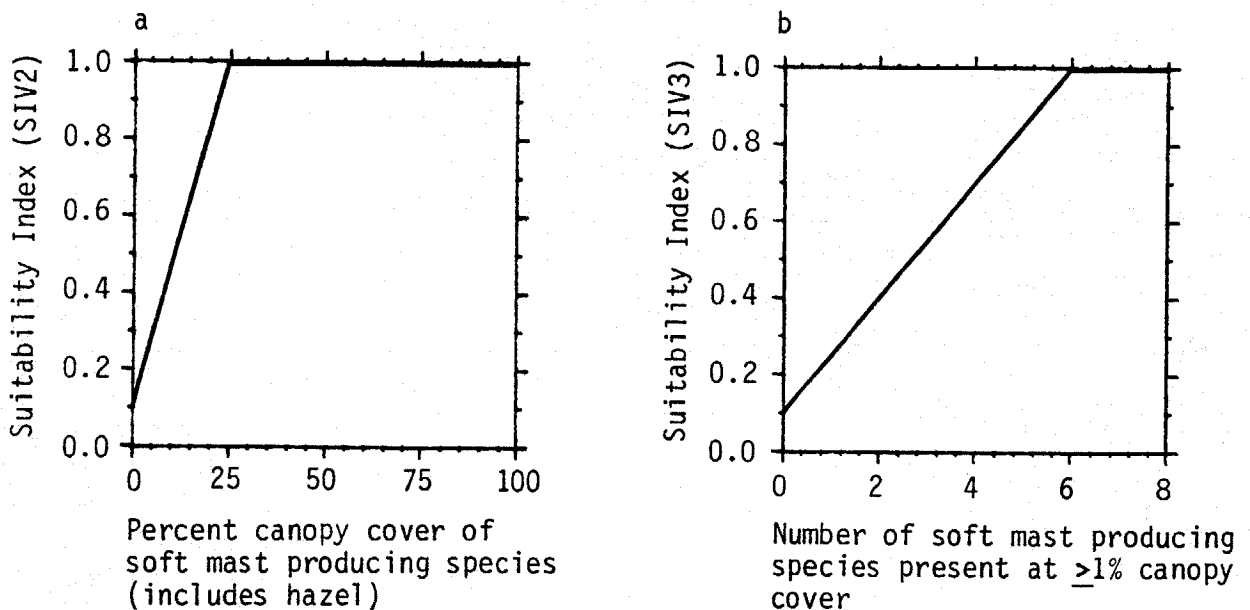 a
Suitability Index (SIV2)
1.0
0.8
0.6
0.4
0.2
0.0
0 25 50 75 100
Percent canopy cover of
soft mast producing species
(includes hazel)
b
Suitability Index (SIV3)
1.0
0.8
0.6
0.4
0.2
0.0
0 2 4 6 8
Number of soft mast producing
species present at ≥1% canopy
cover